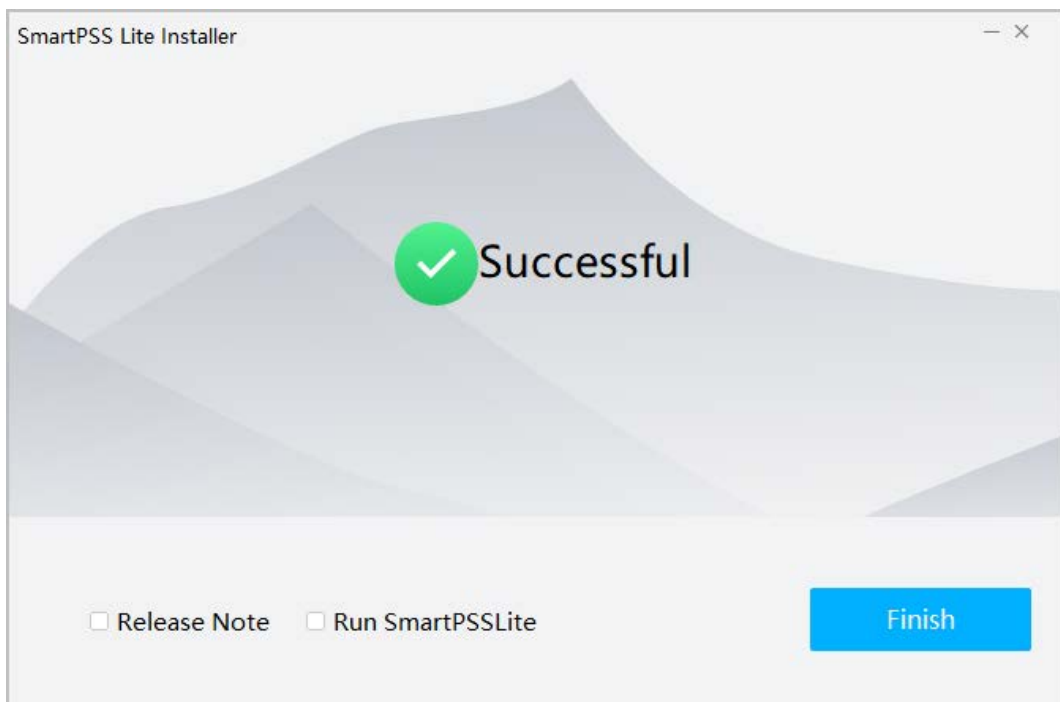 SmartPSS Lite Installer
Successful
Release Note
Run SmartPSSLite
Finish